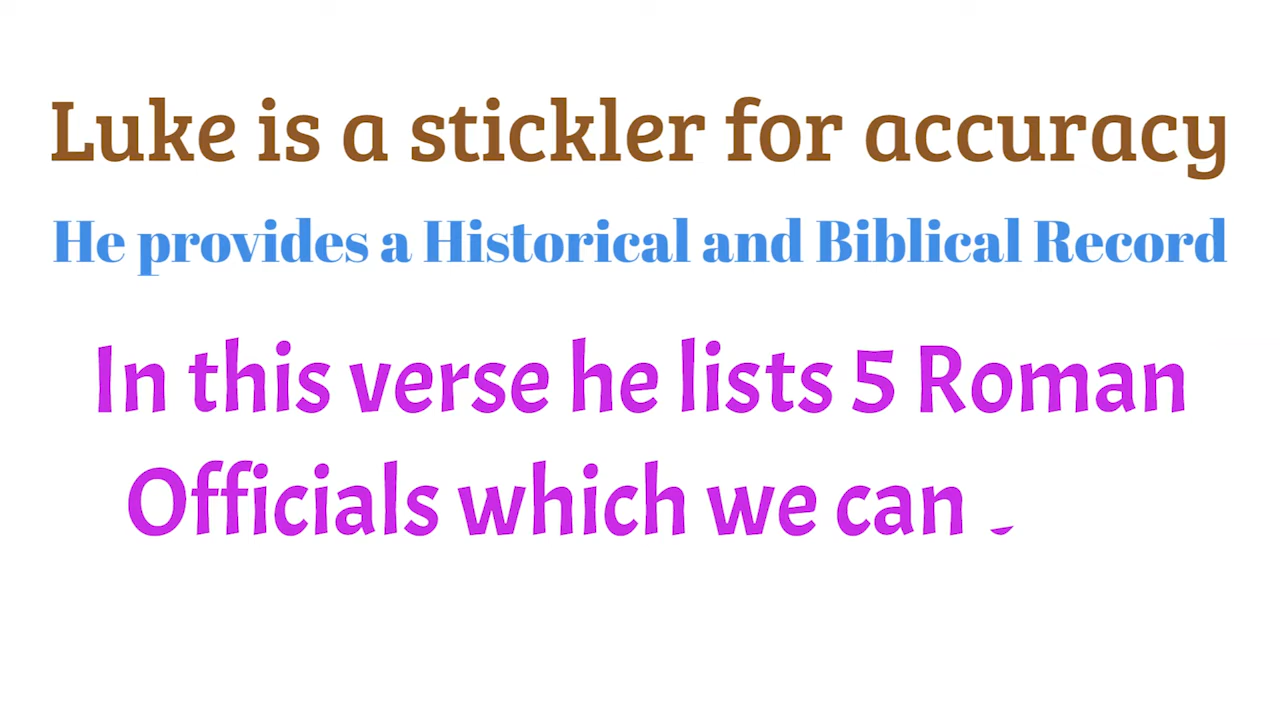 Luke is a stickler for accuracy
He provides a Historical and Biblical Record
In this verse he lists 5 Roman
Officials which we can